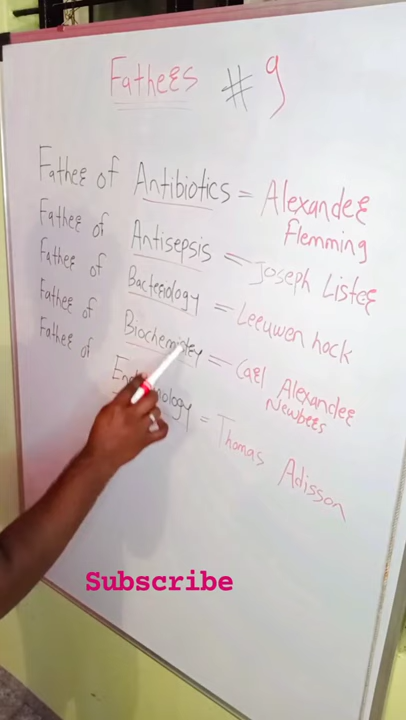 Fathers # 9
Father of Antibiotics = Alexander
Flemming
Father of Antisepsis = Joseph Lister
Father of Bacteriology = Leeuwen hock
Father of Biochemistry = Carl Alexander
Newbers
Father of = Thomas Adisson
Subscribe